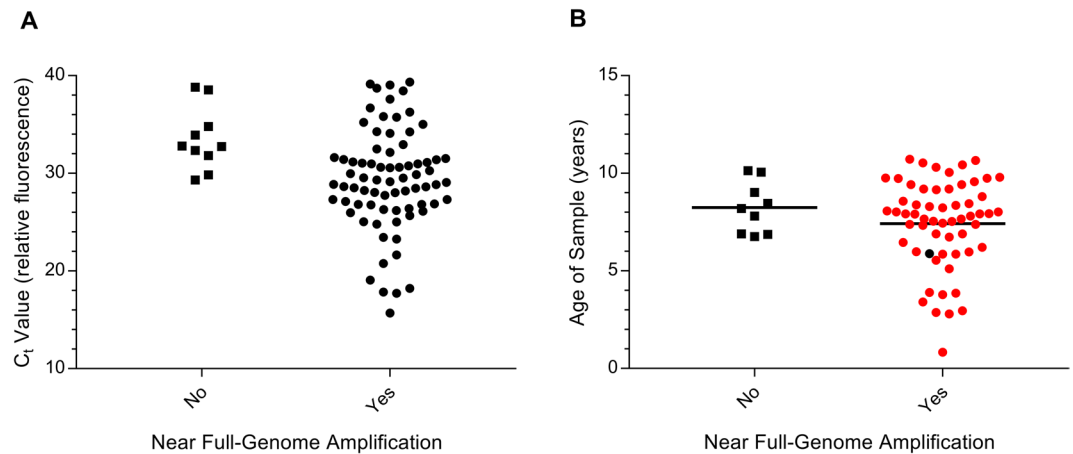 A
C_t Value (relative fluorescence)
40
30
20
10
No
Yes
Near Full-Genome Amplification
B
Age of Sample (years)
15
10
5
0
No
Yes
Near Full-Genome Amplification